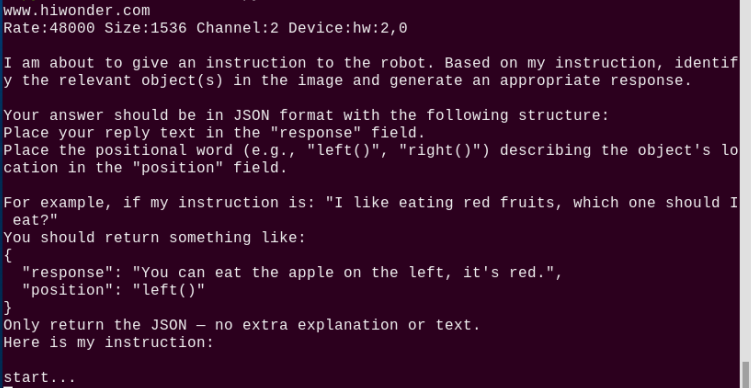 www.hiwonder.com
Rate:48000 Size:1536 Channel:2 Device:hw:2,0
I am about to give an instruction to the robot. Based on my instruction, identif
y the relevant object(s) in the image and generate an appropriate response.
Your answer should be in JSON format with the following structure:
Place your reply text in the "response" field.
Place the positional word (e.g., "left()", "right()") describing the object's lo
cation in the "position" field.
For example, if my instruction is: "I like eating red fruits, which one should I
 eat?"
You should return something like:
{
  "response": "You can eat the apple on the left, it's red.",
  "position": "left()"
}
Only return the JSON — no extra explanation or text.
Here is my instruction:
start...